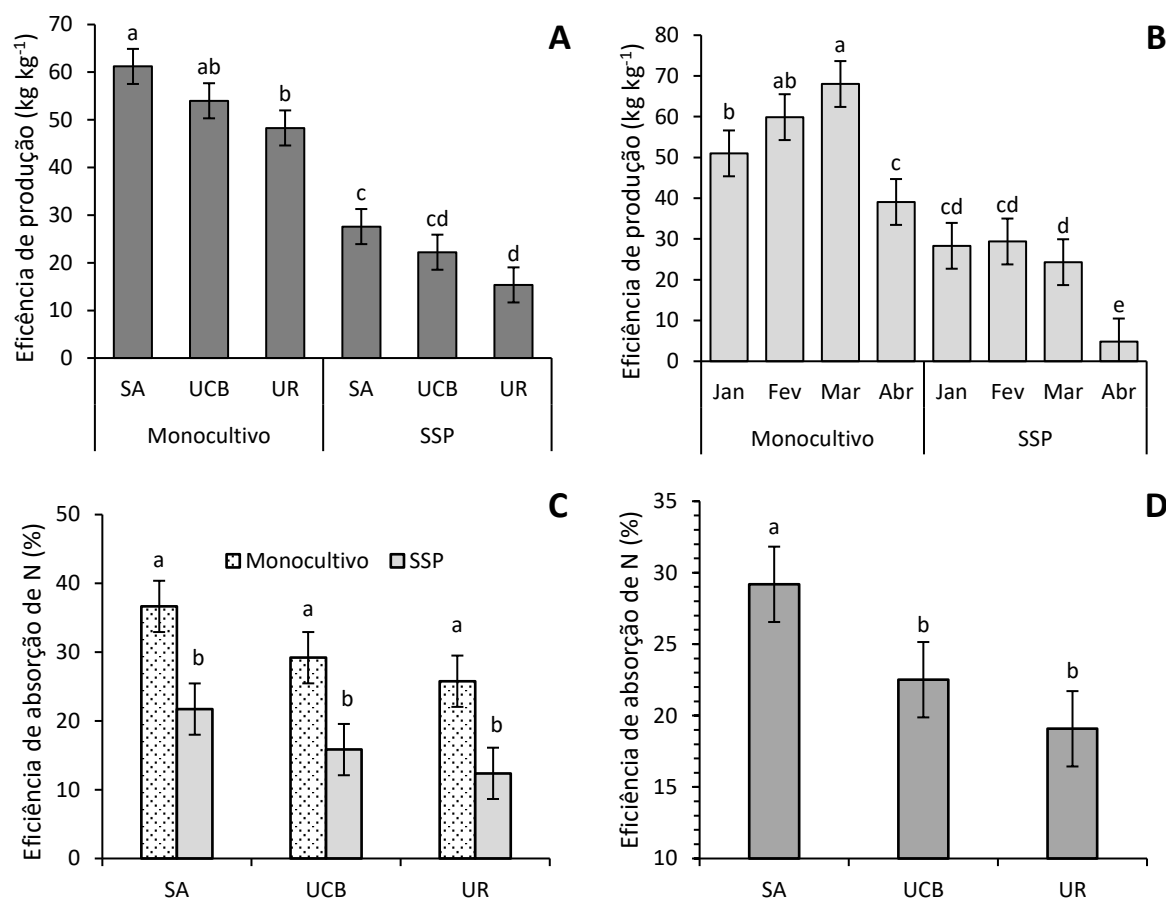 A
Eficência de produção (kg kg⁻¹)
70
60
50
40
30
20
10
0
a
ab
b
c
cd
d
SA UCB UR SA UCB UR
Monocultivo SSP
B
Eficiência de produção (kg kg⁻¹)
80
70
60
50
40
30
20
10
0
b
ab
a
c
cd
cd
d
e
Jan Fev Mar Abr Jan Fev Mar Abr
Monocultivo SSP
C
Eficiência de absorção de N (%)
50
40
30
20
10
0
Monocultivo SSP
a
b
a
b
a
b
SA UCB UR
D
Eficiência de absorção de N (%)
35
30
25
20
15
10
a
b
b
SA UCB UR